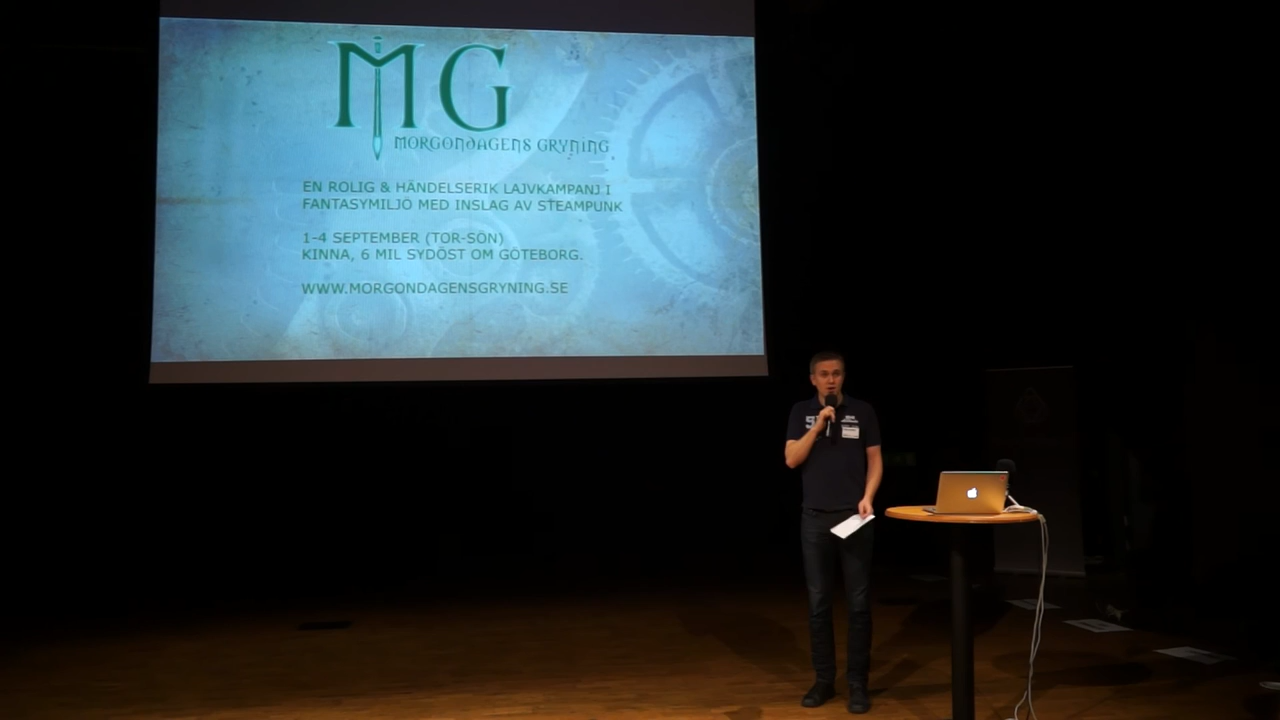 MG
MORGONDAGENS GRYNING
EN ROLIG & HÄNDELSERIK LAJVKAMPANJ I
FANTASYMILJÖ MED INSLAG AV STEAMPUNK
1-4 SEPTEMBER (TOR-SÖN)
KINNA, 6 MIL SYDÖST OM GÖTEBORG.
WWW.MORGONDAGENSGRYNING.SE